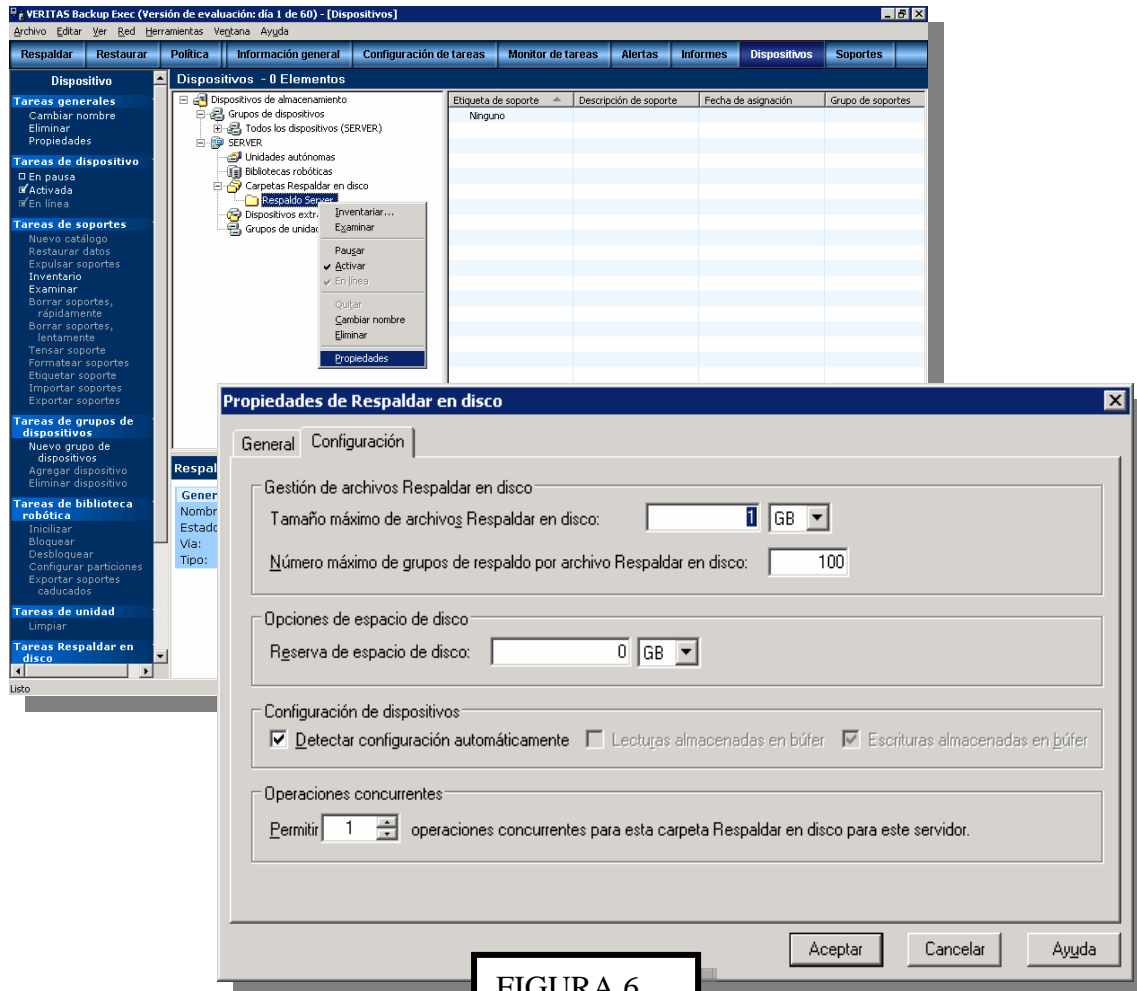 VERITAS Backup Exec (Versión de evaluación: día 1 de 60) - [Dispositivos]
Archivo Editar Ver Red Herramientas Ventana Ayuda
Respaldar Restaurar Política Información general Configuración de tareas Monitor de tareas Alertas Informes Dispositivos Soportes
Dispositivo
Tareas generales
Cambiar nombre
Eliminar
Propiedades
Tareas de dispositivo
En pausa
Activada
En línea
Tareas de soportes
Nuevo catálogo
Restaurar datos
Expulsar soportes
Inventario
Examinar
Borrar soportes,
rápidamente
Borrar soportes,
lentamente
Tensar soporte
Formatear soportes
Etiquetar soporte
Importar soportes
Exportar soportes
Tareas de grupos de
dispositivos
Nuevo grupo de
dispositivos
Agregar dispositivo
Eliminar dispositivo
Tareas de biblioteca
robótica
Inicilizar
Bloquear
Desbloquear
Configurar particiones
Exportar soportes
caducados
Tareas de unidad
Limpiar
Tareas Respaldar en
disco
Listo
Dispositivos - 0 Elementos
Dispositivos de almacenamiento
Grupos de dispositivos
Todos los dispositivos (SERVER)
SERVER
Unidades autónomas
Bibliotecas robóticas
Carpetas Respaldar en disco
Respaldo Server
Dispositivos extr
Grupos de unidad
Inventariar...
Examinar
Pausar
Activar
En línea
Quitar
Cambiar nombre
Eliminar
Propiedades
Etiqueta de soporte Descripción de soporte Fecha de asignación Grupo de soportes
Ninguno
Respal
Gener
Nombr
Estado
Vía:
Tipo:
Propiedades de Respaldar en disco
General Configuración
Gestión de archivos Respaldar en disco
Tamaño máximo de archivos Respaldar en disco: 1 GB
Número máximo de grupos de respaldo por archivo Respaldar en disco: 100
Opciones de espacio de disco
Reserva de espacio de disco: 0 GB
Configuración de dispositivos
Detectar configuración automáticamente Lecturas almacenadas en búfer Escrituras almacenadas en búfer
Operaciones concurrentes
Permitir 1 operaciones concurrentes para esta carpeta Respaldar en disco para este servidor.
Aceptar Cancelar Ayuda
FIGURA 6